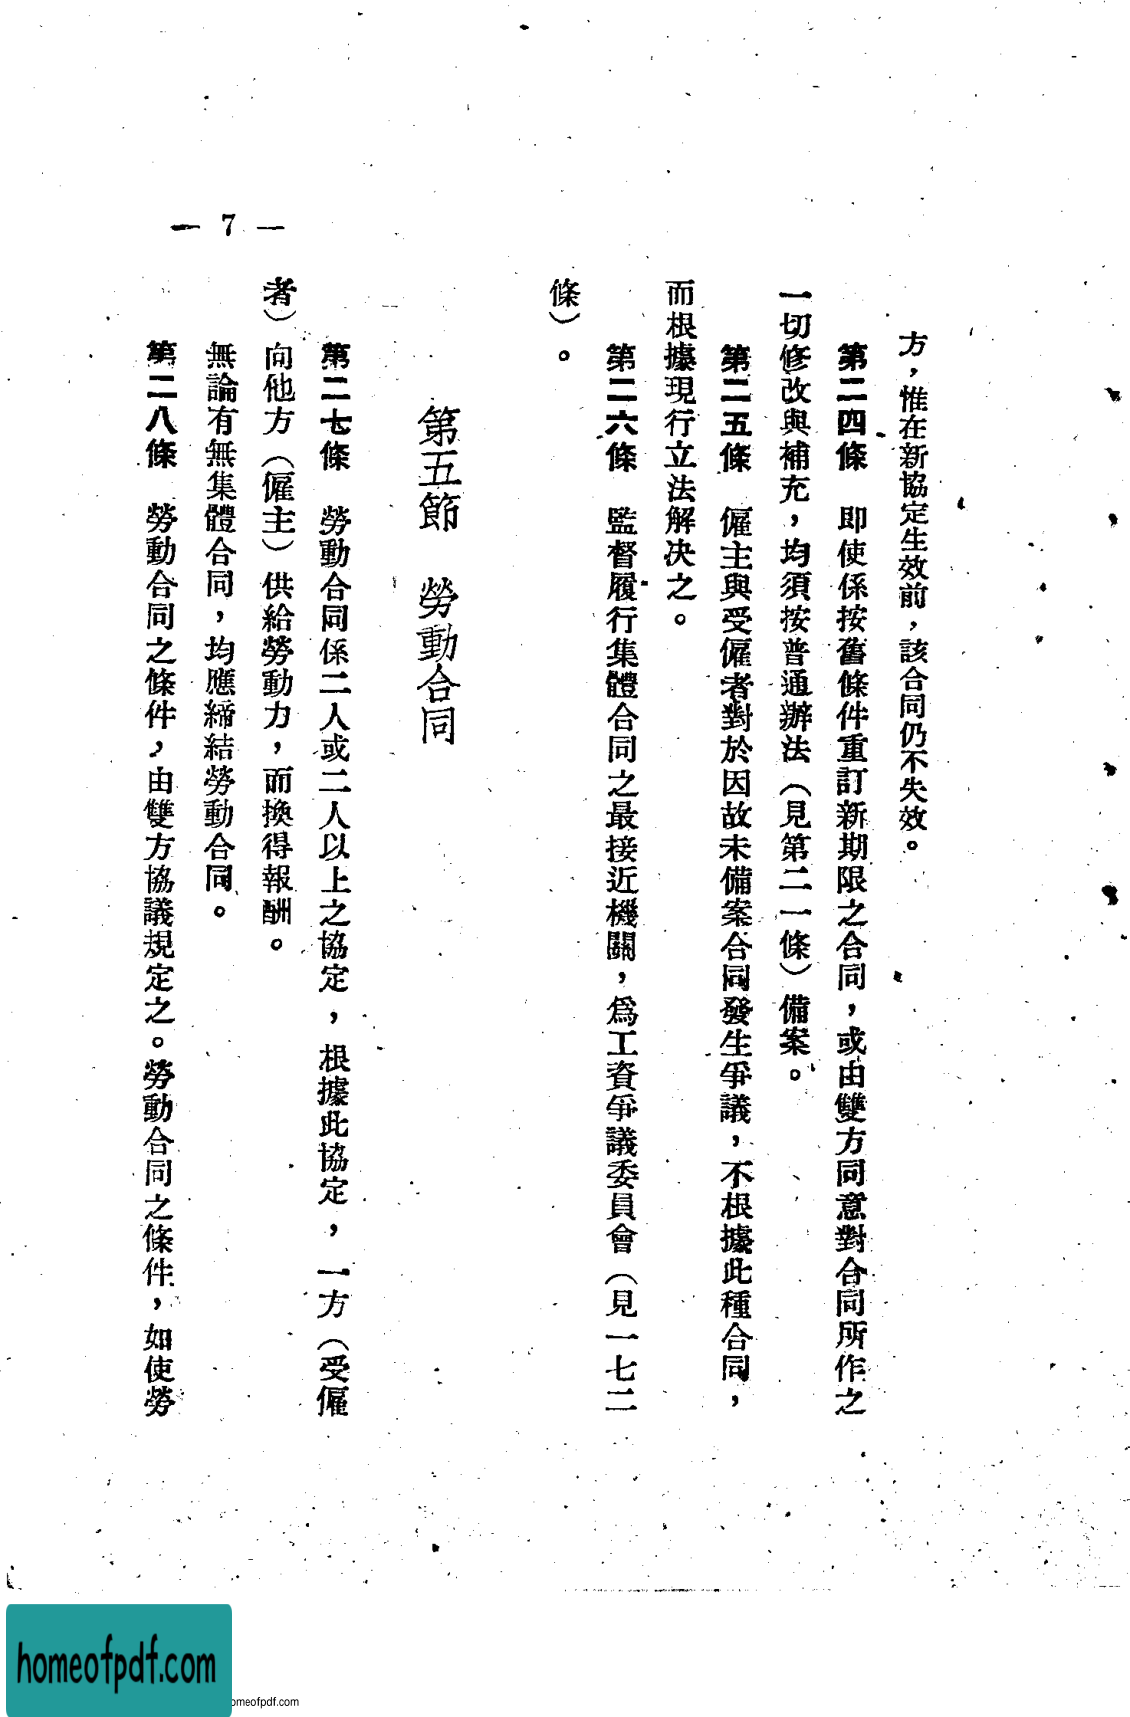 方，惟在新協定生效前，該合同仍不失效。
第二四條　即使係按舊條件重訂新期限之合同，或由雙方同意對合同所作之
一切修改與補充，均須按普通辦法（見第二一條）備案。
第二五條　僱主與受僱者對於因故未備案合同發生爭議，不根據此種合同，
而根據現行立法解決之。
第二六條　監督履行集體合同之最接近機關，爲工資爭議委員會（見一七二
條）。
第五節　勞動合同
第二七條　勞動合同係二人或二人以上之協定，根據此協定，一方（受僱
者）向他方（僱主）供給勞動力，而換得報酬。
無論有無集體合同，均應締結勞動合同。
第二八條　勞動合同之條件，由雙方協議規定之。勞動合同之條件，如使勞
— 7 —
homeofpdf.com
omeofpdf.com